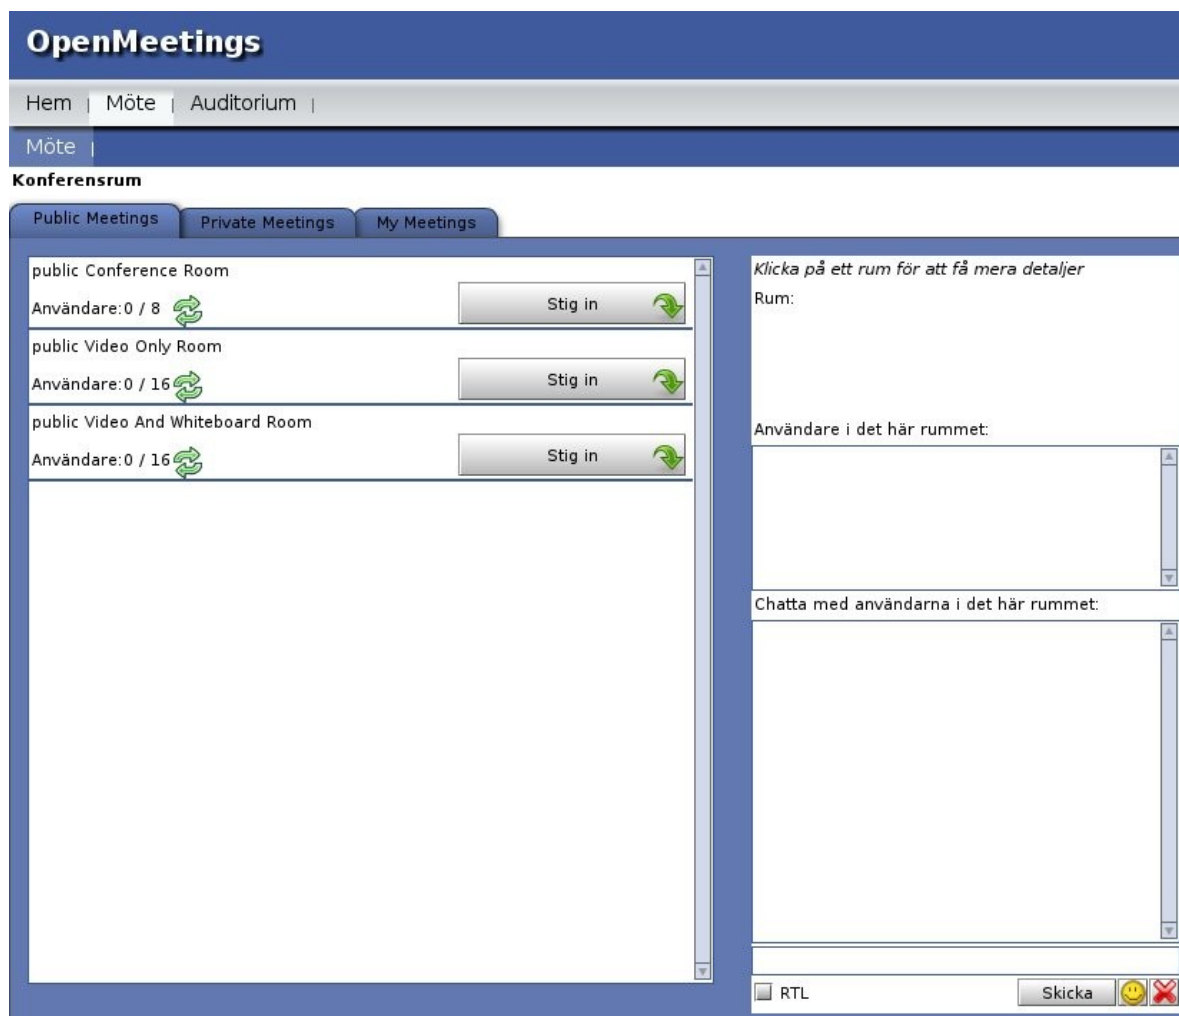 OpenMeetings
Hem | Möte | Auditorium |
Möte |
Konferensrum
Public Meetings Private Meetings My Meetings
public Conference Room
Användare:0 / 8 Stig in
public Video Only Room
Användare:0 / 16 Stig in
public Video And Whiteboard Room
Användare:0 / 16 Stig in
Klicka på ett rum för att få mera detaljer
Rum:
Användare i det här rummet:
Chatta med användarna i det här rummet:
RTL Skicka